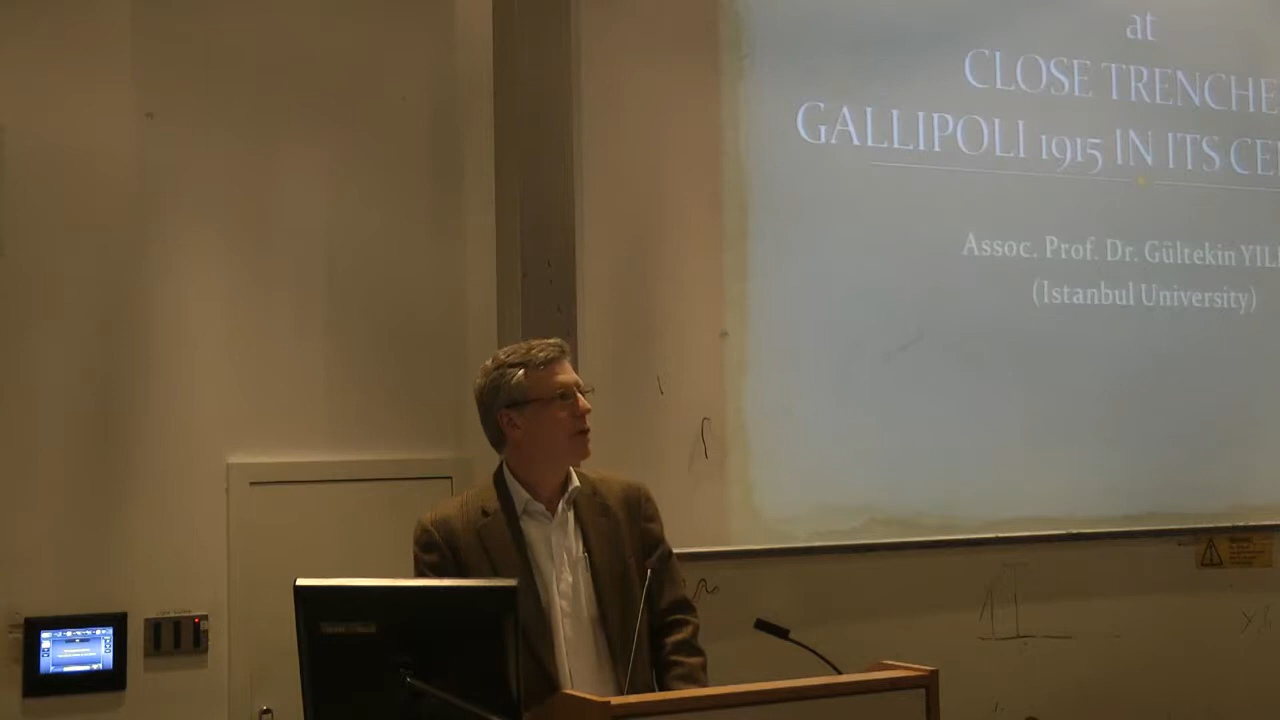 at
CLOSE TRENCHE
GALLIPOLI 1915 IN ITS CE
Assoc. Prof. Dr. Gültekin YIL
(Istanbul University)